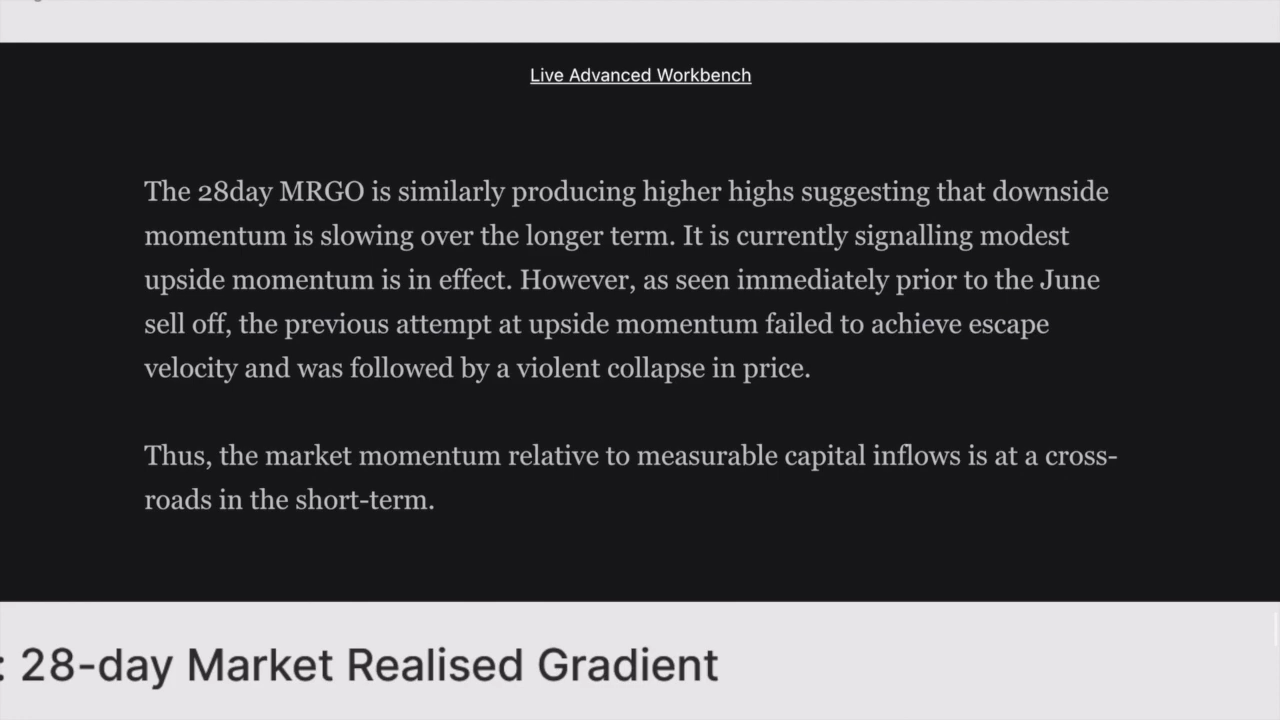 Live Advanced Workbench
The 28day MRGO is similarly producing higher highs suggesting that downside
momentum is slowing over the longer term. It is currently signalling modest
upside momentum is in effect. However, as seen immediately prior to the June
sell off, the previous attempt at upside momentum failed to achieve escape
velocity and was followed by a violent collapse in price.
Thus, the market momentum relative to measurable capital inflows is at a cross-
roads in the short-term.
: 28-day Market Realised Gradient